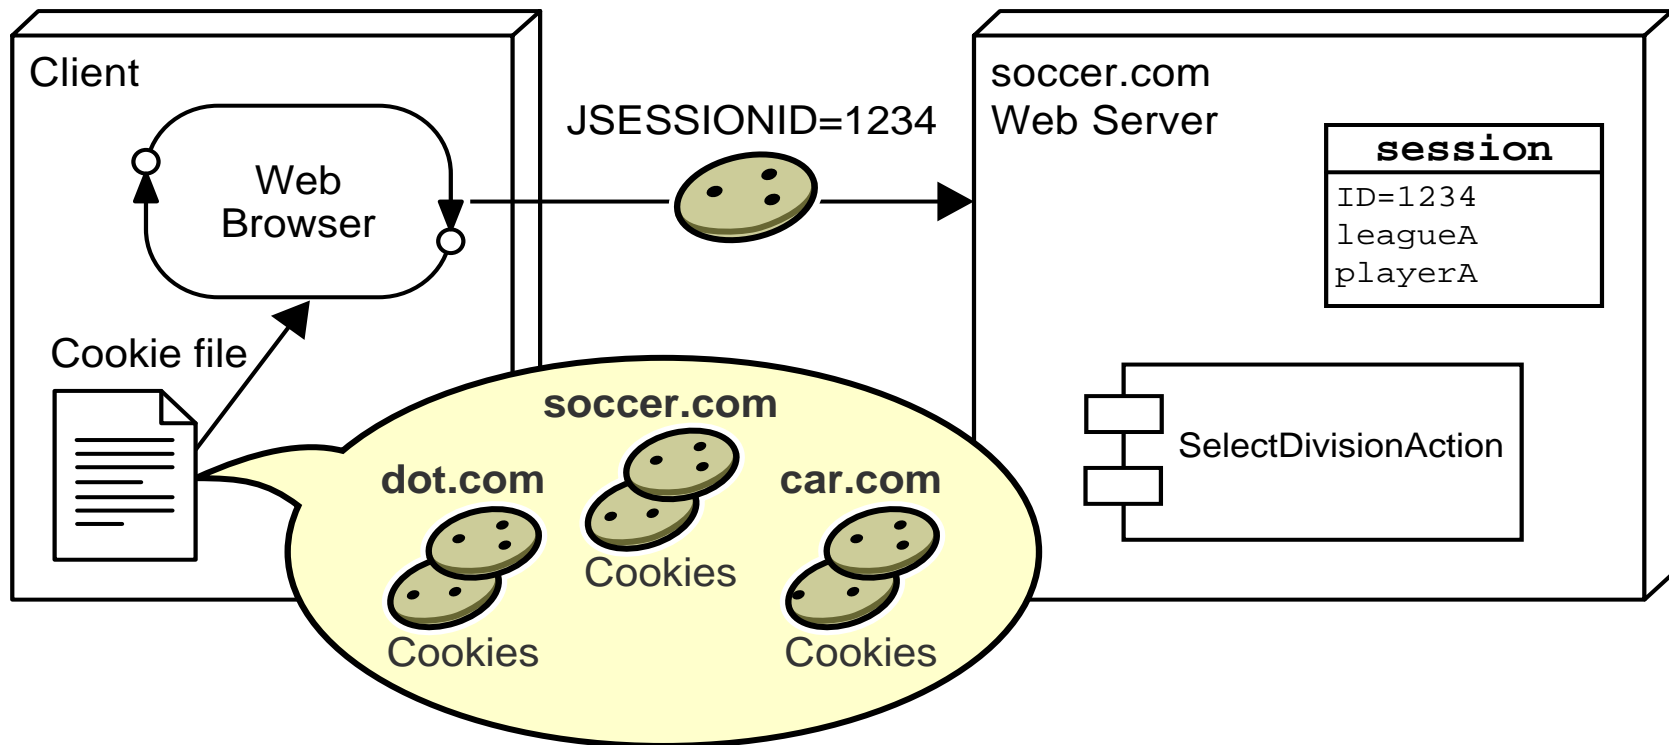 Client
Web
Browser
Cookie file
JSESSIONID=1234
soccer.com
Web Server
session
ID=1234
leagueA
playerA
SelectDivisionAction
soccer.com
Cookies
dot.com
Cookies
car.com
Cookies